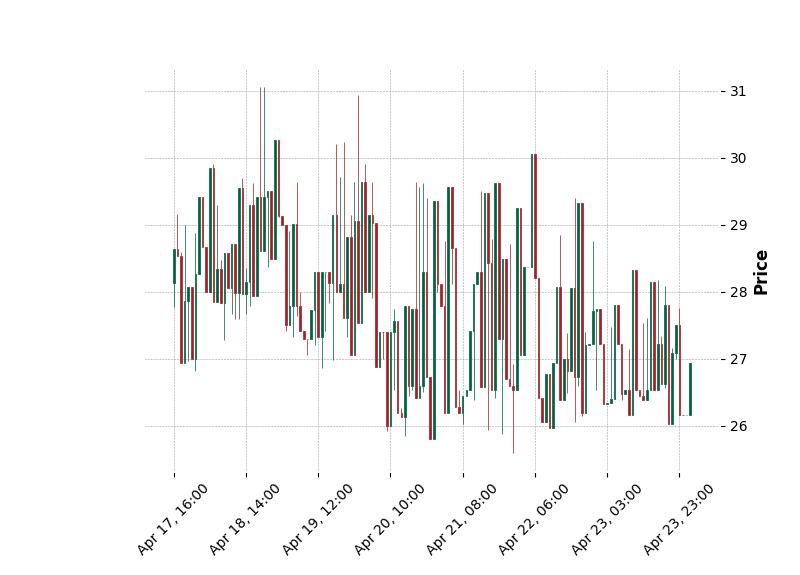 31
30
29
28
27
26
Price
Apr 17, 16:00
Apr 18, 14:00
Apr 19, 12:00
Apr 20, 10:00
Apr 21, 08:00
Apr 22, 06:00
Apr 23, 03:00
Apr 23, 23:00